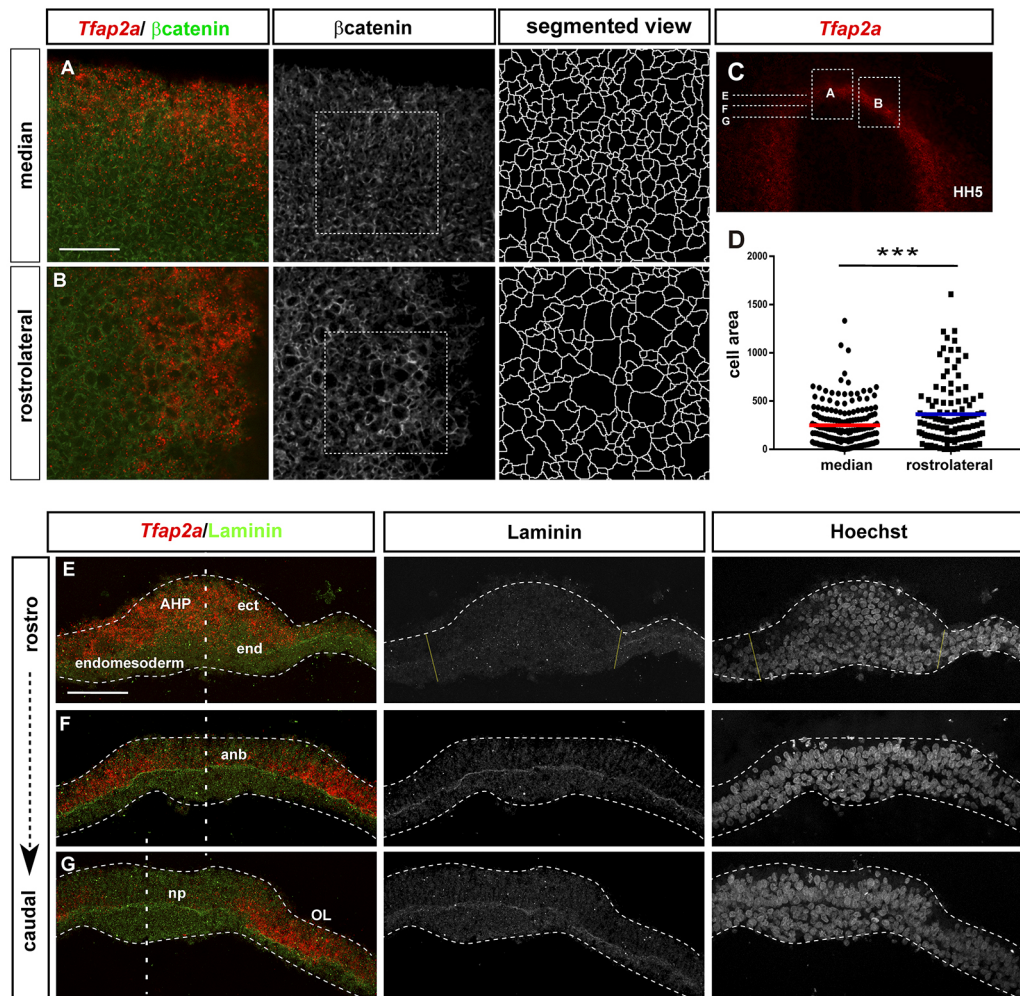 Tfap2a/ βcatenin
βcatenin
segmented view
Tfap2a
median
A
C
E
F
G
A
B
HH5
rostrolateral
B
D
***
cell area
2000
1500
1000
500
0
median
rostrolateral
Tfap2a/Laminin
Laminin
Hoechst
rostro
caudal
E
AHP
ect
end
endomesoderm
F
anb
G
np
OL